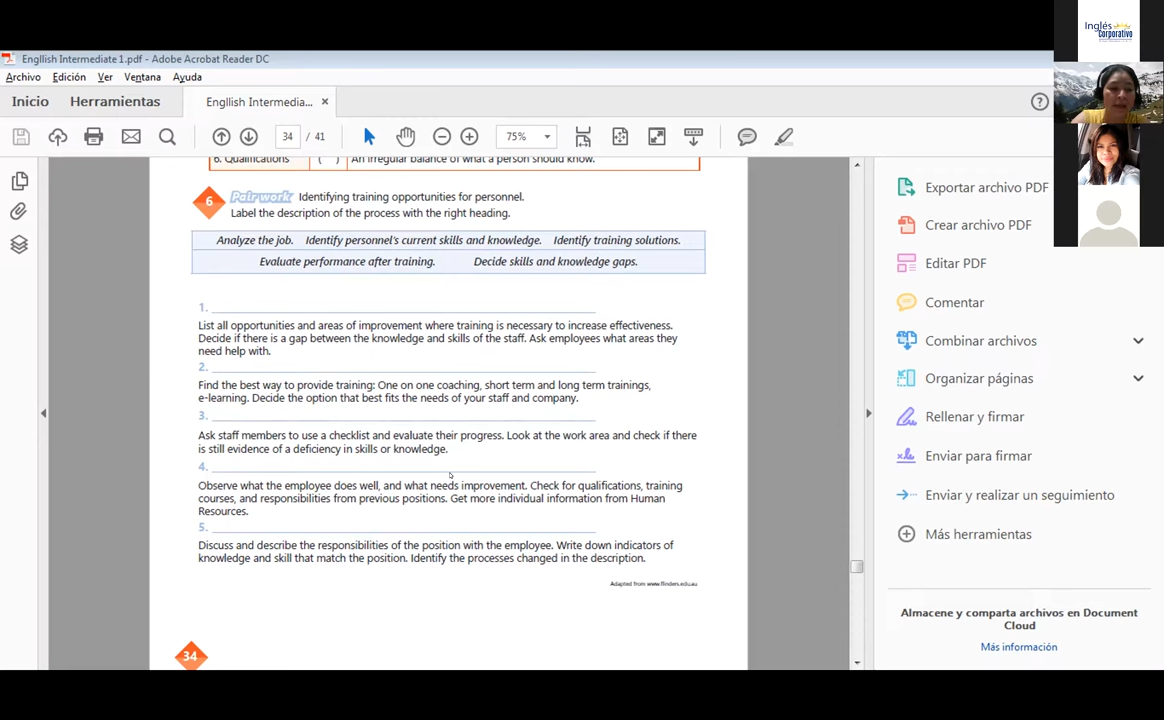 Inglés
Corporativo
Engllish Intermediate 1.pdf - Adobe Acrobat Reader DC
Archivo Edición Ver Ventana Ayuda
Inicio Herramientas Engllish Intermedia... ×
34 / 41 75%
6. Qualifications ( ) An irregular balance of what a person should know.
6 Pair work Identifying training opportunities for personnel.
Label the description of the process with the right heading.
Analyze the job. Identify personnel's current skills and knowledge. Identify training solutions.
Evaluate performance after training. Decide skills and knowledge gaps.
1.
List all opportunities and areas of improvement where training is necessary to increase effectiveness.
Decide if there is a gap between the knowledge and skills of the staff. Ask employees what areas they
need help with.
2.
Find the best way to provide training: One on one coaching, short term and long term trainings,
e-learning. Decide the option that best fits the needs of your staff and company.
3.
Ask staff members to use a checklist and evaluate their progress. Look at the work area and check if there
is still evidence of a deficiency in skills or knowledge.
4.
Observe what the employee does well, and what needs improvement. Check for qualifications, training
courses, and responsibilities from previous positions. Get more individual information from Human
Resources.
5.
Discuss and describe the responsibilities of the position with the employee. Write down indicators of
knowledge and skill that match the position. Identify the processes changed in the description.
Adapted from www.flinders.edu.au
34
Exportar archivo PDF
Crear archivo PDF
Editar PDF
Comentar
Combinar archivos
Organizar páginas
Rellenar y firmar
Enviar para firmar
Enviar y realizar un seguimiento
Más herramientas
Almacene y comparta archivos en Document
Cloud
Más información